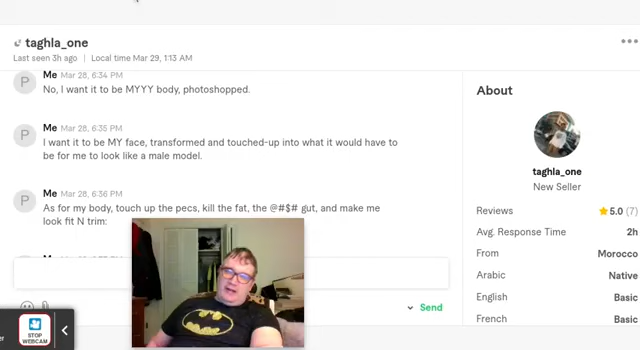 taghla_one
Last seen 3h ago | Local time Mar 29, 1:13 AM
Me Mar 28, 6:34 PM
P
No, I want it to be MYYY body, photoshopped.
Me Mar 28, 6:35 PM
P
I want it to be MY face, transformed and touched-up into what it would have to
be for me to look like a male model.
Me Mar 28, 6:36 PM
P
As for my body, touch up the pecs, kill the fat, the @#$# gut, and make me
look fit N trim:
Send
STOP
WEBCAM
About
taghla_one
New Seller
Reviews 5.0 (7)
Avg. Response Time 2h
From Morocco
Arabic Native
English Basic
French Basic